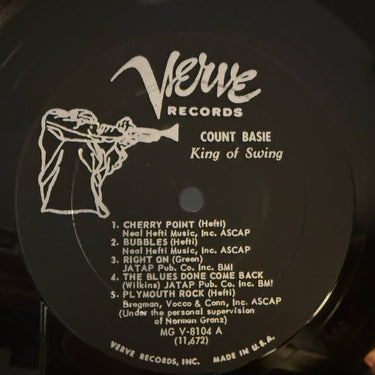 Verve
RECORDS
COUNT BASIE
King of Swing
1. CHERRY POINT (Hefti)
Neal Hefti Music, Inc. ASCAP
2. BUBBLES (Hefti)
Neal Hefti Music, Inc. ASCAP
3. RIGHT ON (Green)
JATAP Pub. Co. Inc. BMI
4. THE BLUES DONE COME BACK
(Wilkins) JATAP Pub. Co. Inc. BMI
5. PLYMOUTH ROCK (Hefti)
Bregman, Vocco & Conn, Inc. ASCAP
(Under the personal supervision
of Norman Granz)
MG V-8104 A
(11,672)
VERVE RECORDS, INC. MADE IN U.S.A.